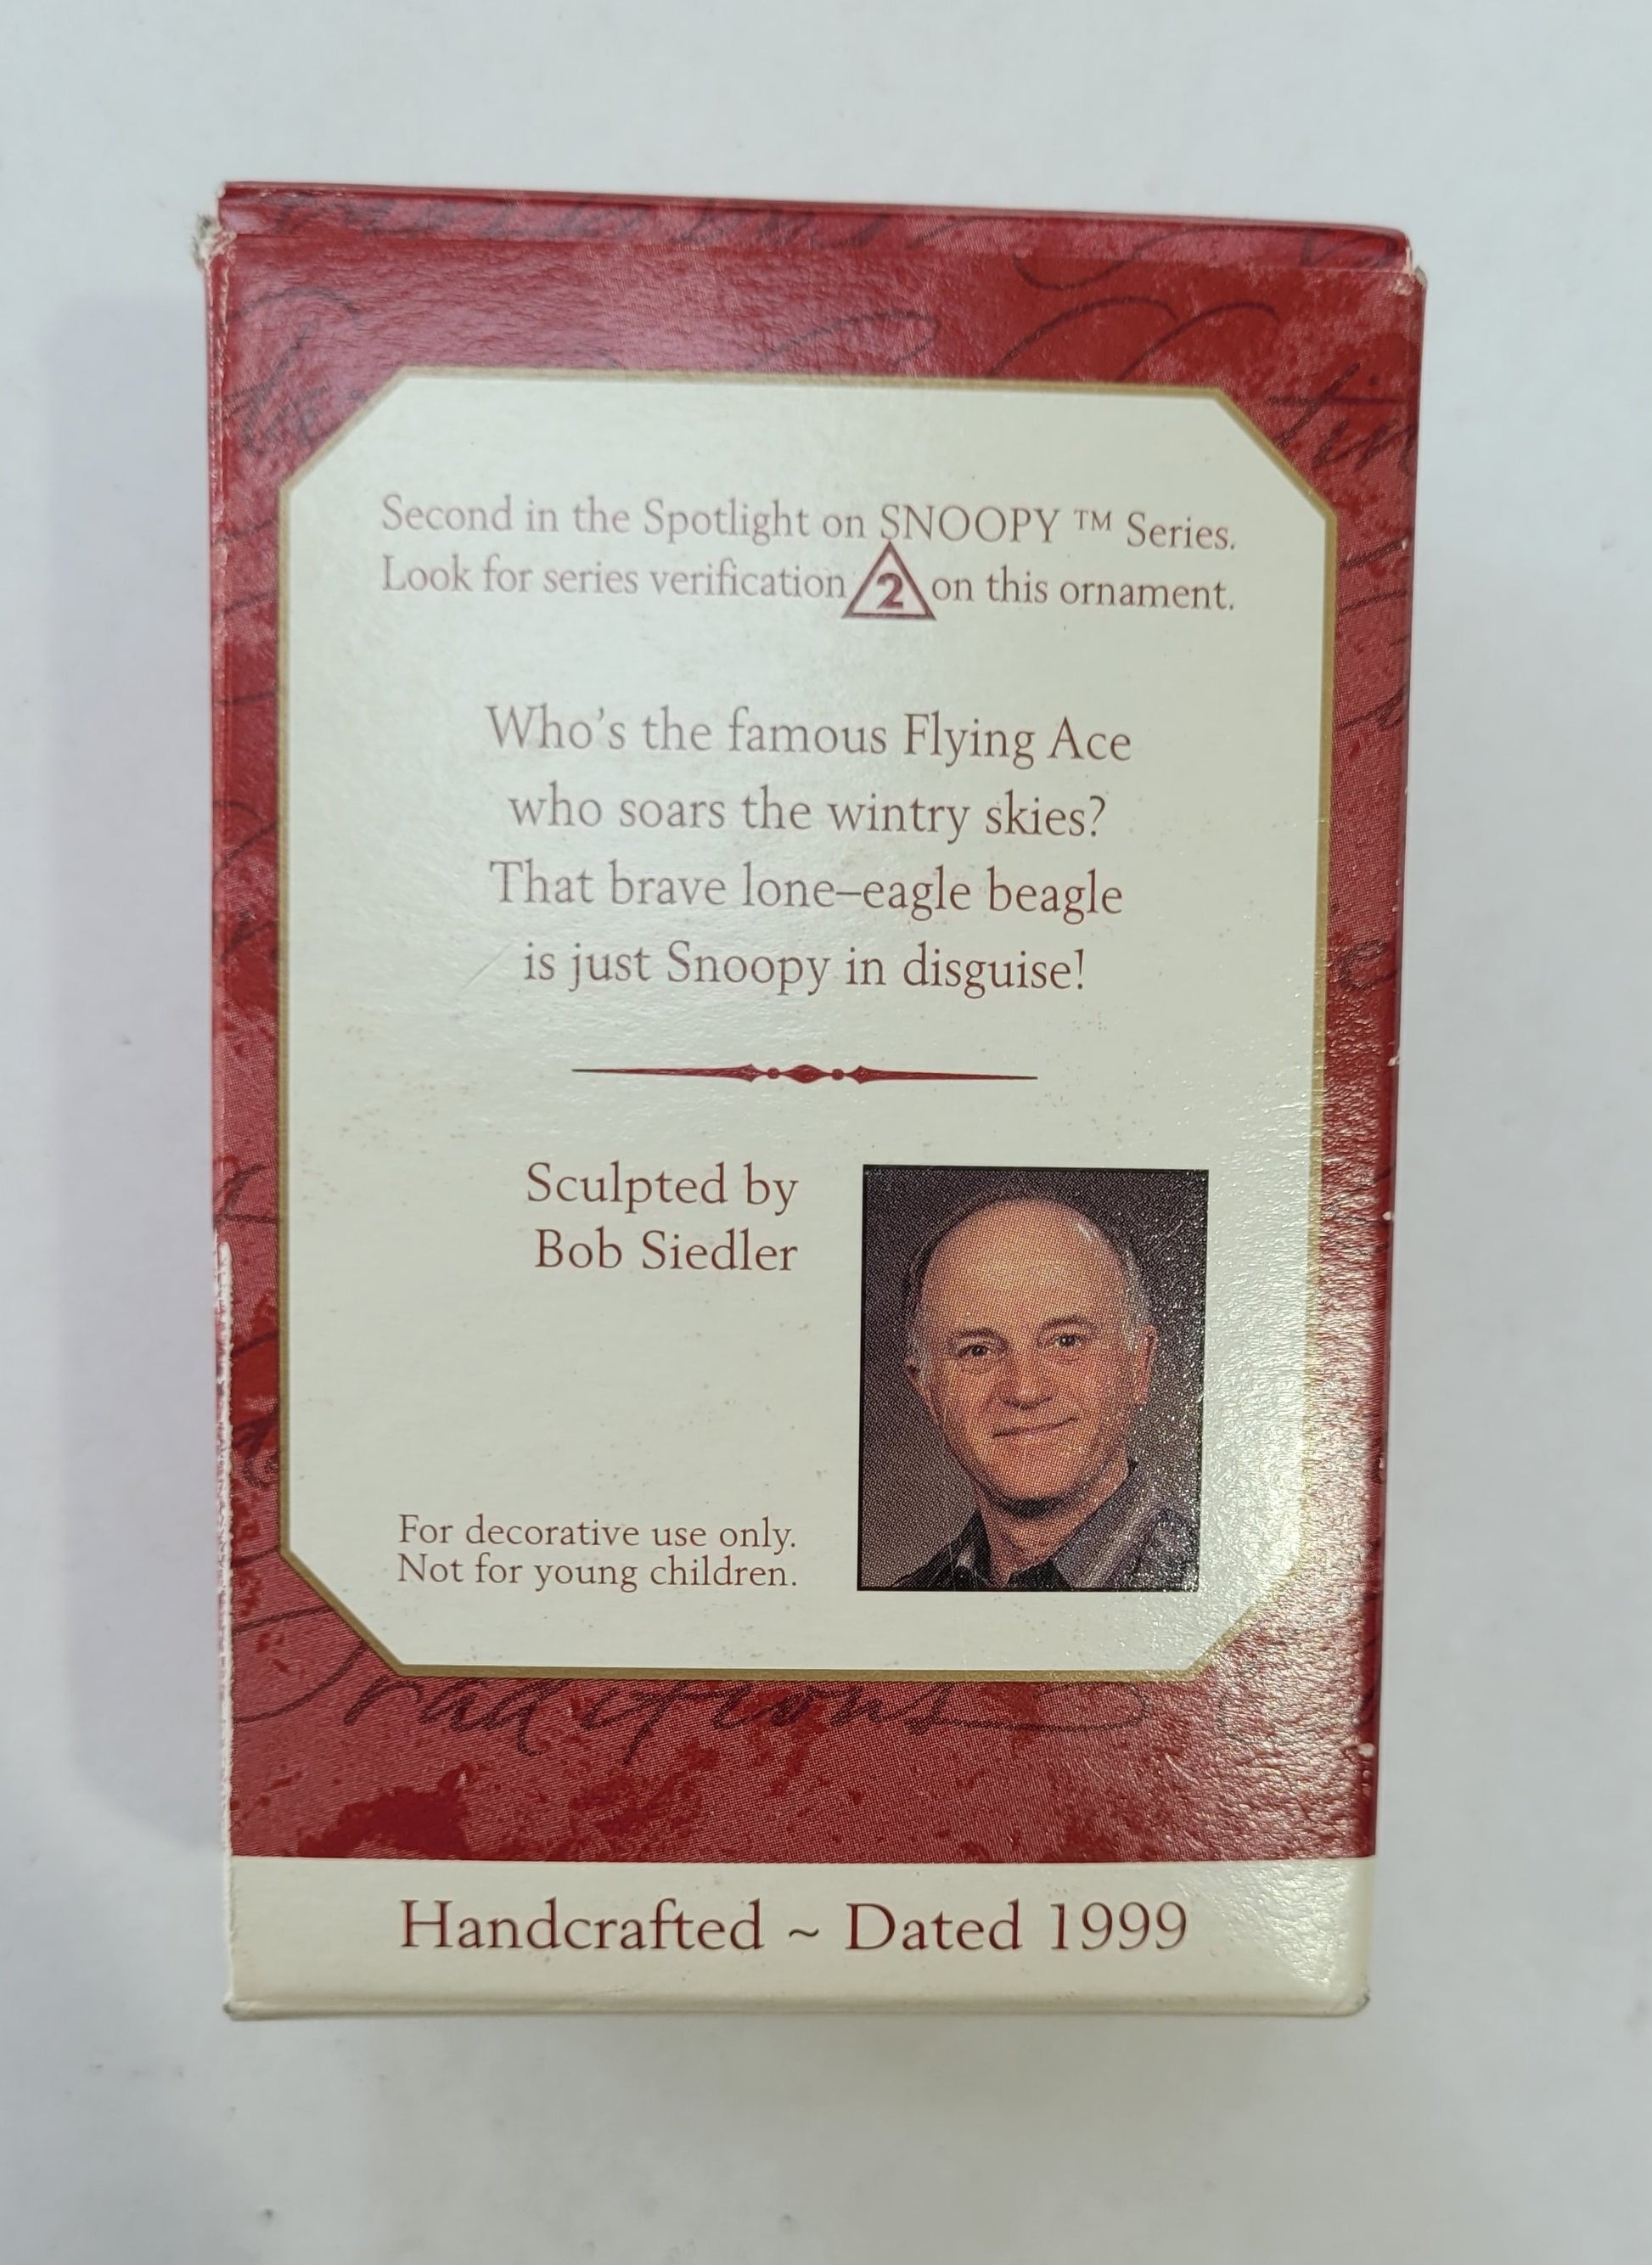 Second in the Spotlight on SNOOPY ™ Series.
Look for series verification 2 on this ornament.
Who's the famous Flying Ace
who soars the wintry skies?
That brave lone–eagle beagle
is just Snoopy in disguise!
Sculpted by
Bob Siedler
For decorative use only.
Not for young children.
Traditions
Handcrafted ~ Dated 1999